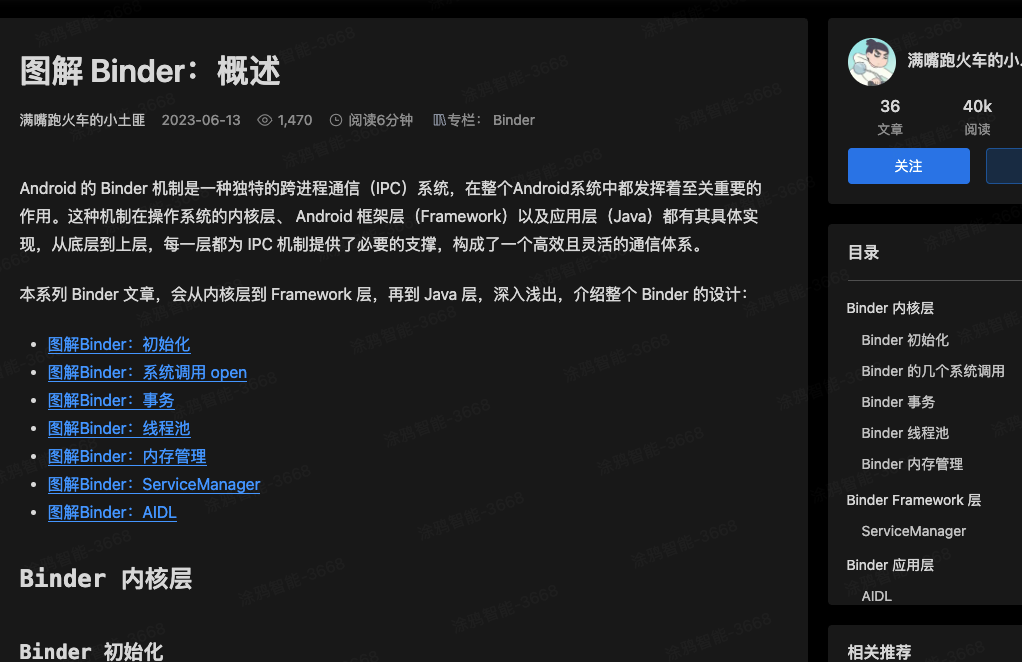 图解 Binder：概述
满嘴跑火车的小土匪 2023-06-13 1,470 阅读6分钟 专栏： Binder
Android 的 Binder 机制是一种独特的跨进程通信（IPC）系统，在整个Android系统中都发挥着至关重要的
作用。这种机制在操作系统的内核层、 Android 框架层（Framework）以及应用层（Java）都有其具体实
现，从底层到上层，每一层都为 IPC 机制提供了必要的支撑，构成了一个高效且灵活的通信体系。
本系列 Binder 文章，会从内核层到 Framework 层，再到 Java 层，深入浅出，介绍整个 Binder 的设计：
图解Binder：初始化
图解Binder：系统调用 open
图解Binder：事务
图解Binder：线程池
图解Binder：内存管理
图解Binder：ServiceManager
图解Binder：AIDL
Binder 内核层
Binder 初始化
满嘴跑火车的小...
36 40k
文章 阅读
关注
目录
Binder 内核层
Binder 初始化
Binder 的几个系统调用
Binder 事务
Binder 线程池
Binder 内存管理
Binder Framework 层
ServiceManager
Binder 应用层
AIDL
相关推荐
涂鸦智能-3668